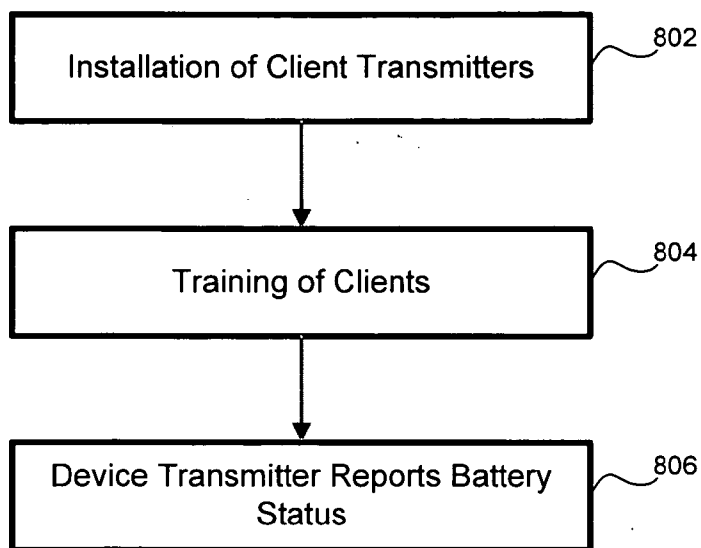 Installation of Client Transmitters
802
Training of Clients
804
Device Transmitter Reports Battery
Status
806